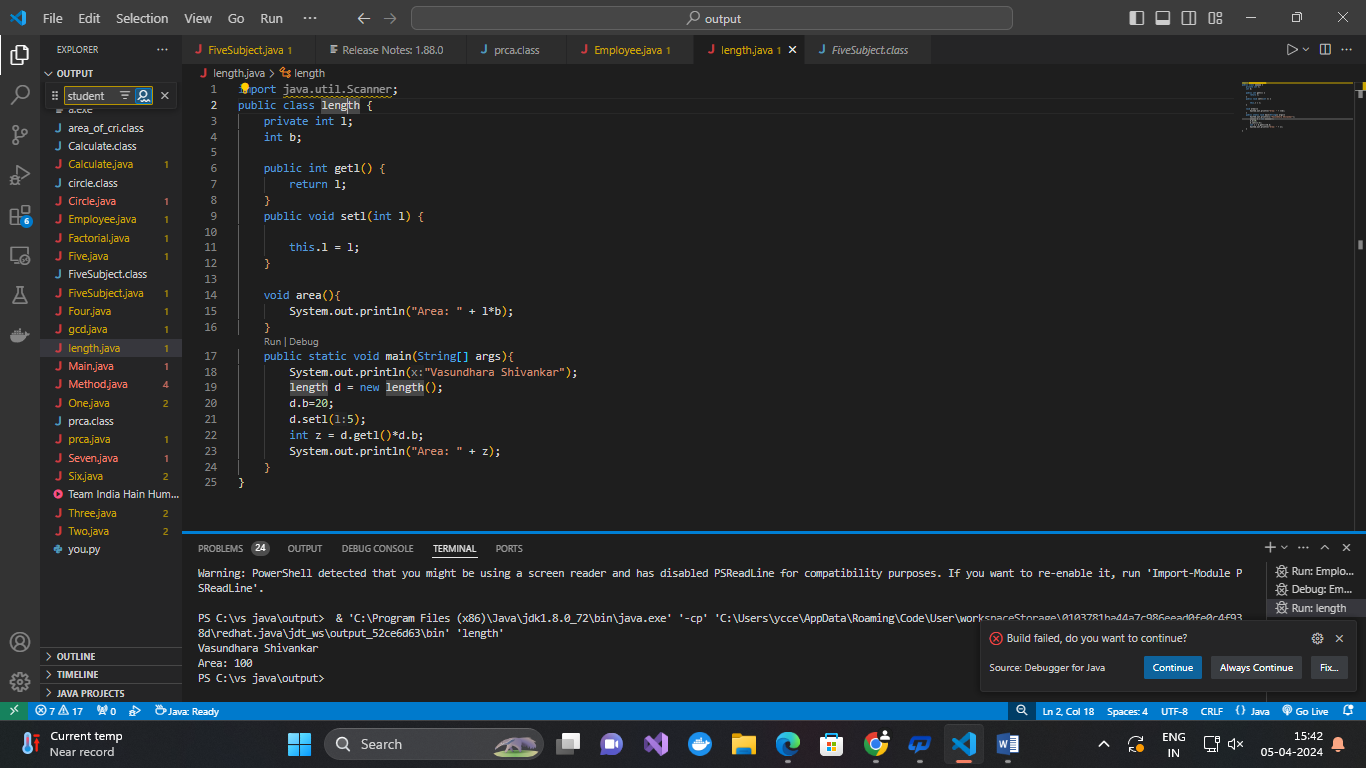 File Edit Selection View Go Run ··· output
EXPLORER ···
OUTPUT
student
a.exe
area_of_cri.class
Calculate.class
Calculate.java 1
circle.class
Circle.java 1
Employee.java 1
Factorial.java 1
Five.java 1
FiveSubject.class
FiveSubject.java 1
Four.java 1
gcd.java 1
length.java 1
Main.java 1
Method.java 4
One.java 2
prca.class
prca.java 1
Seven.java 1
Six.java 2
Team India Hain Hum...
Three.java 2
Two.java 2
you.py
OUTLINE
TIMELINE
JAVA PROJECTS
6
FiveSubject.java 1 Release Notes: 1.88.0 prca.class Employee.java 1 length.java 1 FiveSubject.class
length.java > length
1 import java.util.Scanner;
2 public class length {
3 private int l;
4 int b;
5
6 public int getl() {
7 return l;
8 }
9 public void setl(int l) {
10
11 this.l = l;
12 }
13
14 void area(){
15 System.out.println("Area: " + l*b);
16 }
Run | Debug
17 public static void main(String[] args){
18 System.out.println(x:"Vasundhara Shivankar");
19 length d = new length();
20 d.b=20;
21 d.setl(l:5);
22 int z = d.getl()*d.b;
23 System.out.println("Area: " + z);
24 }
25 }
PROBLEMS 24 OUTPUT DEBUG CONSOLE TERMINAL PORTS
Warning: PowerShell detected that you might be using a screen reader and has disabled PSReadLine for compatibility purposes. If you want to re-enable it, run 'Import-Module P
SReadLine'.
PS C:\vs java\output> & 'C:\Program Files (x86)\Java\jdk1.8.0_72\bin\java.exe' '-cp' 'C:\Users\ycce\AppData\Roaming\Code\User\workspaceStorage\0103781ba44a7c986eead0fe0c4f93
8d\redhat.java\jdt_ws\output_52ce6d63\bin' 'length'
Vasundhara Shivankar
Area: 100
PS C:\vs java\output>
Run: Emplo...
Debug: Em...
Run: length
Build failed, do you want to continue?
Source: Debugger for Java Continue Always Continue Fix...
7 17 0 Java: Ready Ln 2, Col 18 Spaces: 4 UTF-8 CRLF {} Java Go Live
Current temp
Near record
Search
ENG
IN
15:42
05-04-2024